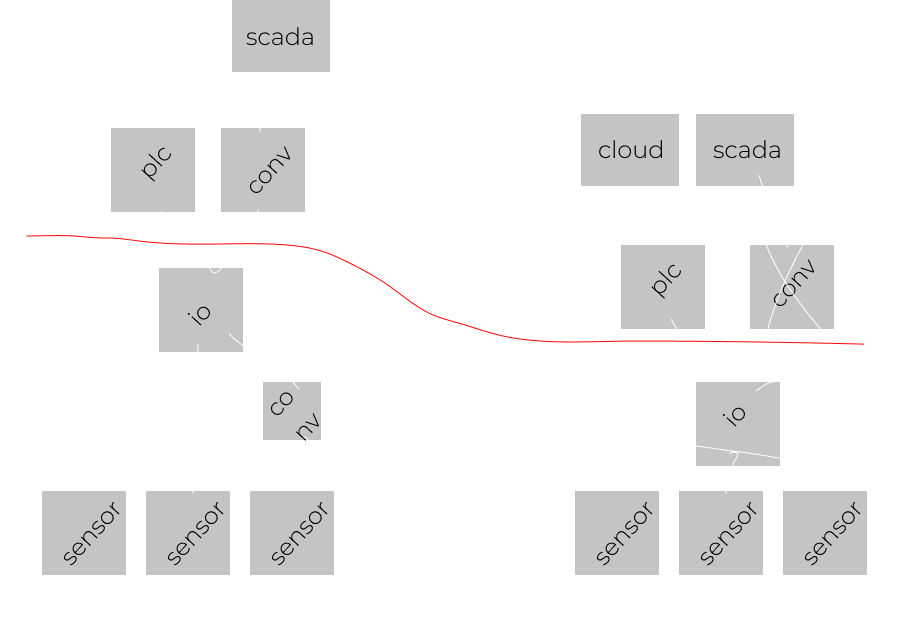 scada
plc
conv
cloud
scada
plc
conv
io
co
nv
io
sensor
sensor
sensor
sensor
sensor
sensor